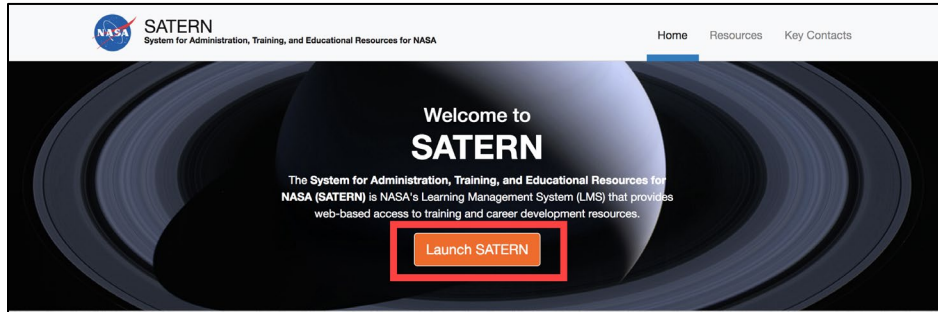 NASA
SATERN
System for Administration, Training, and Educational Resources for NASA
Home Resources Key Contacts
Welcome to
SATERN
The System for Administration, Training, and Educational Resources for
NASA (SATERN) is NASA's Learning Management System (LMS) that provides
web-based access to training and career development resources.
Launch SATERN